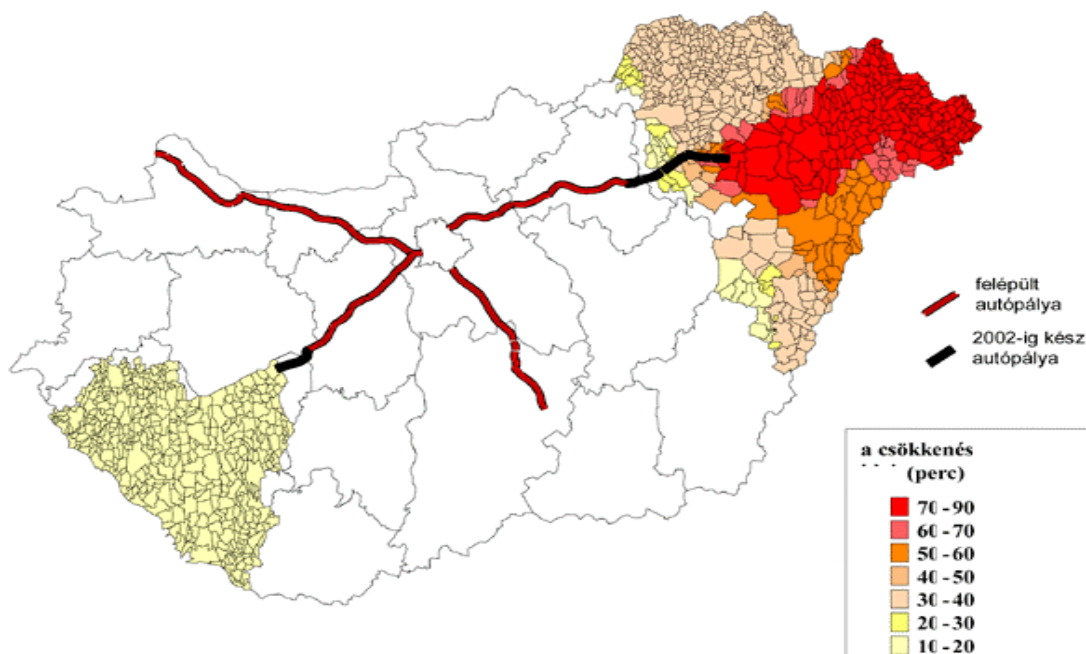 felépült
autópálya
2002-ig kész
autópálya
a csökkenés
(perc)
70 - 90
60 - 70
50 - 60
40 - 50
30 - 40
20 - 30
10 - 20